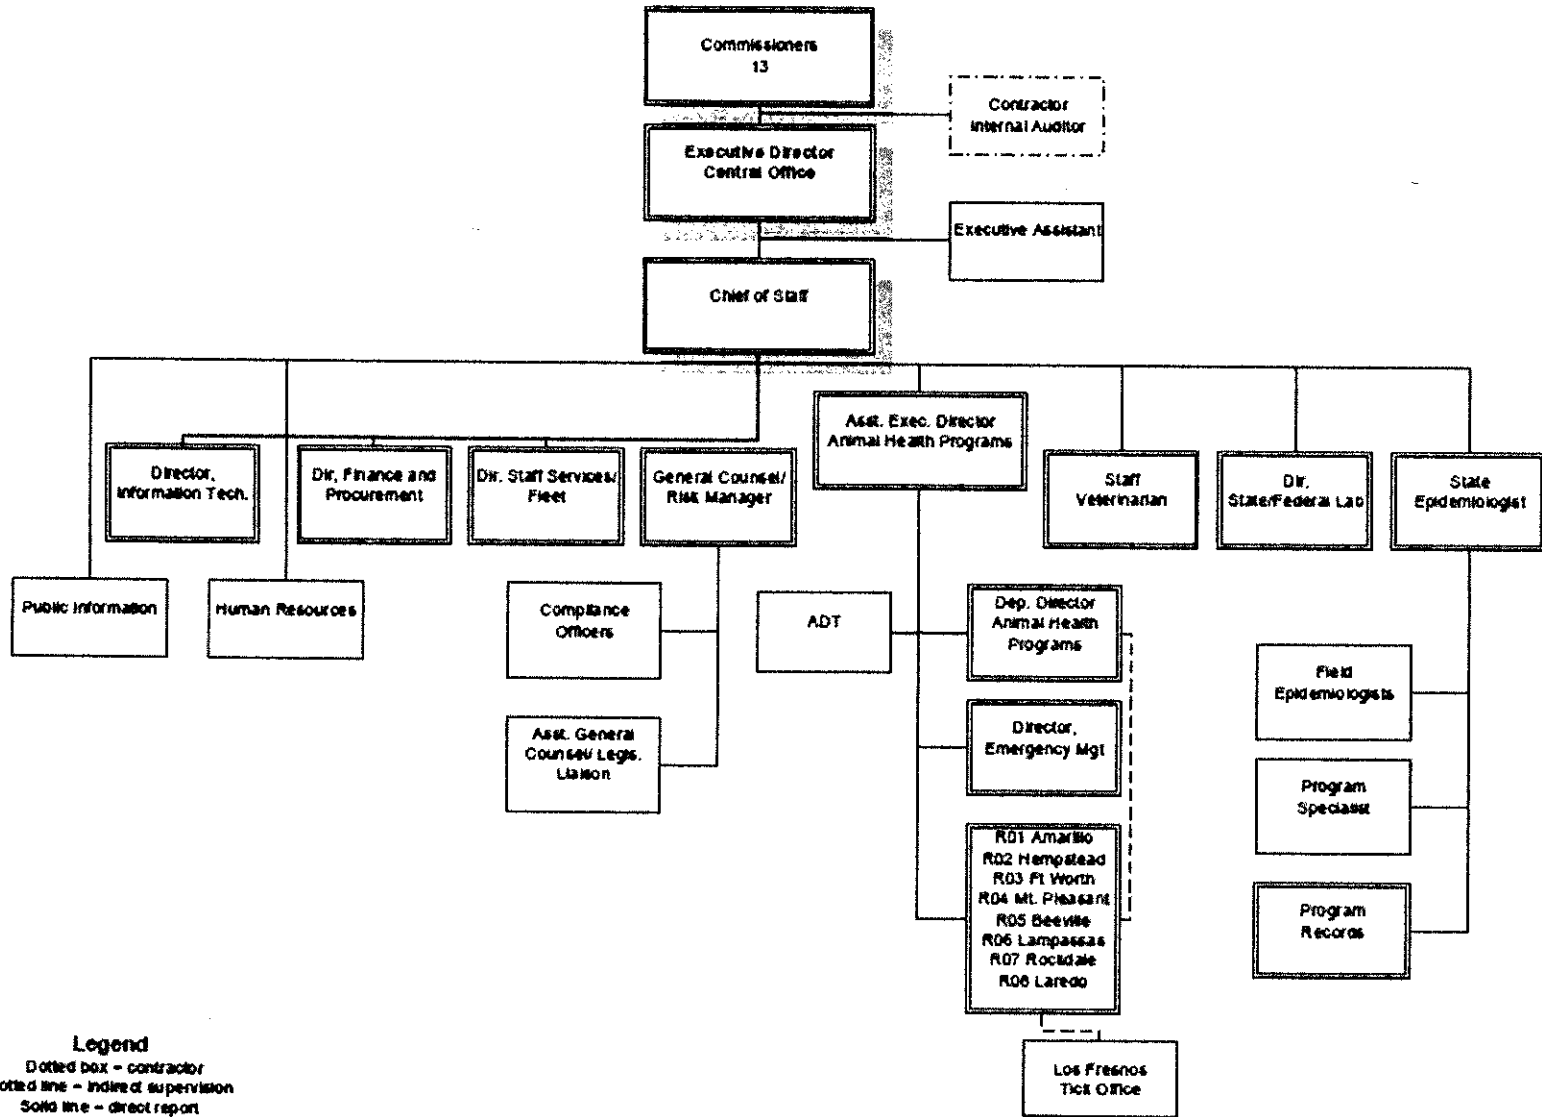 Commissioners
13
Contractor
Internal Auditor
Executive Director
Central Office
Executive Assistant
Chief of Staff
Asst. Exec. Director
Animal Health Programs
Director,
Information Tech.
Dir, Finance and
Procurement
Dir. Staff Services/
Fleet
General Counsel/
Risk Manager
Staff
Veterinarian
Dir,
State/Federal Lab
State
Epidemiologist
Public Information
Human Resources
Compliance
Officers
ADT
Dep. Director
Animal Health
Programs
Field
Epidemiologists
Asst. General
Counsel/ Legis.
Liaison
Director,
Emergency Mgt
Program
Specialist
R01 Amarillo
R02 Hempstead
R03 Ft Worth
R04 Mt. Pleasant
R05 Beeville
R06 Lampassas
R07 Rockdale
R08 Laredo
Program
Records
Los Fresnos
Tick Office
Legend
Dotted box – contractor
otted line – indirect supervision
Solid line – direct report